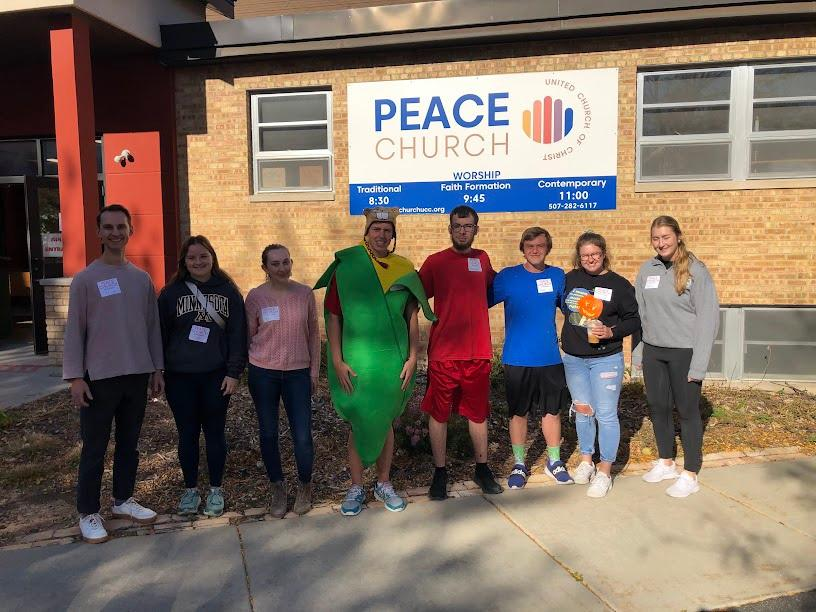 PEACE
CHURCH
UNITED CHURCH OF CHRIST
WORSHIP
Traditional
8:30
Faith Formation
9:45
Contemporary
11:00
churchucc.org
507-282-6117
MINNESOTA